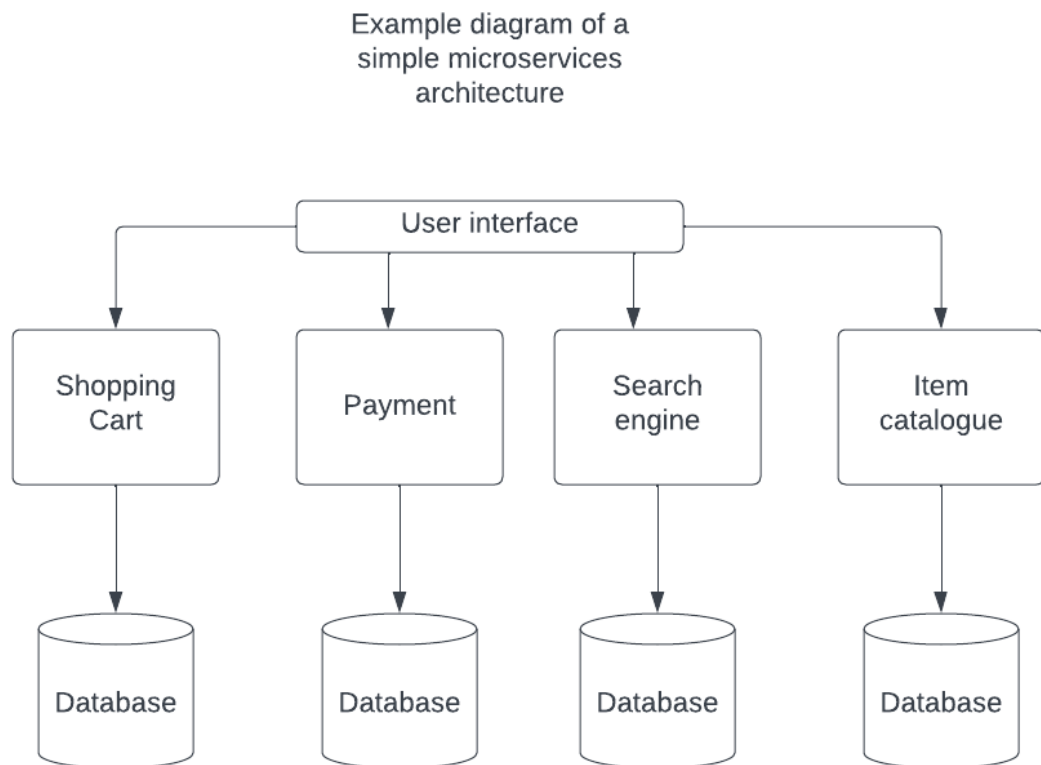 Example diagram of a
simple microservices
architecture
User interface
Shopping
Cart
Payment
Search
engine
Item
catalogue
Database
Database
Database
Database